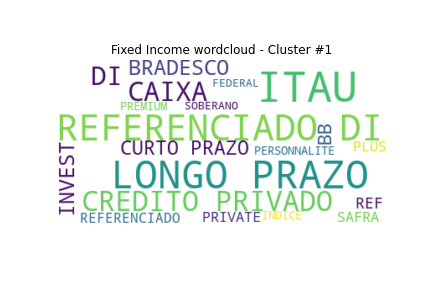 Fixed Income wordcloud - Cluster #1
BRADESCO
DI
FEDERAL
ITAU
CAIXA
PREMIUM
SOBERANO
REFERENCIADO DI
BB
CURTO PRAZO
PERSONNALITE
PLUS
INVEST
LONGO PRAZO
CREDITO PRIVADO
REF
REFERENCIADO
PRIVATE
INDICE
SAFRA